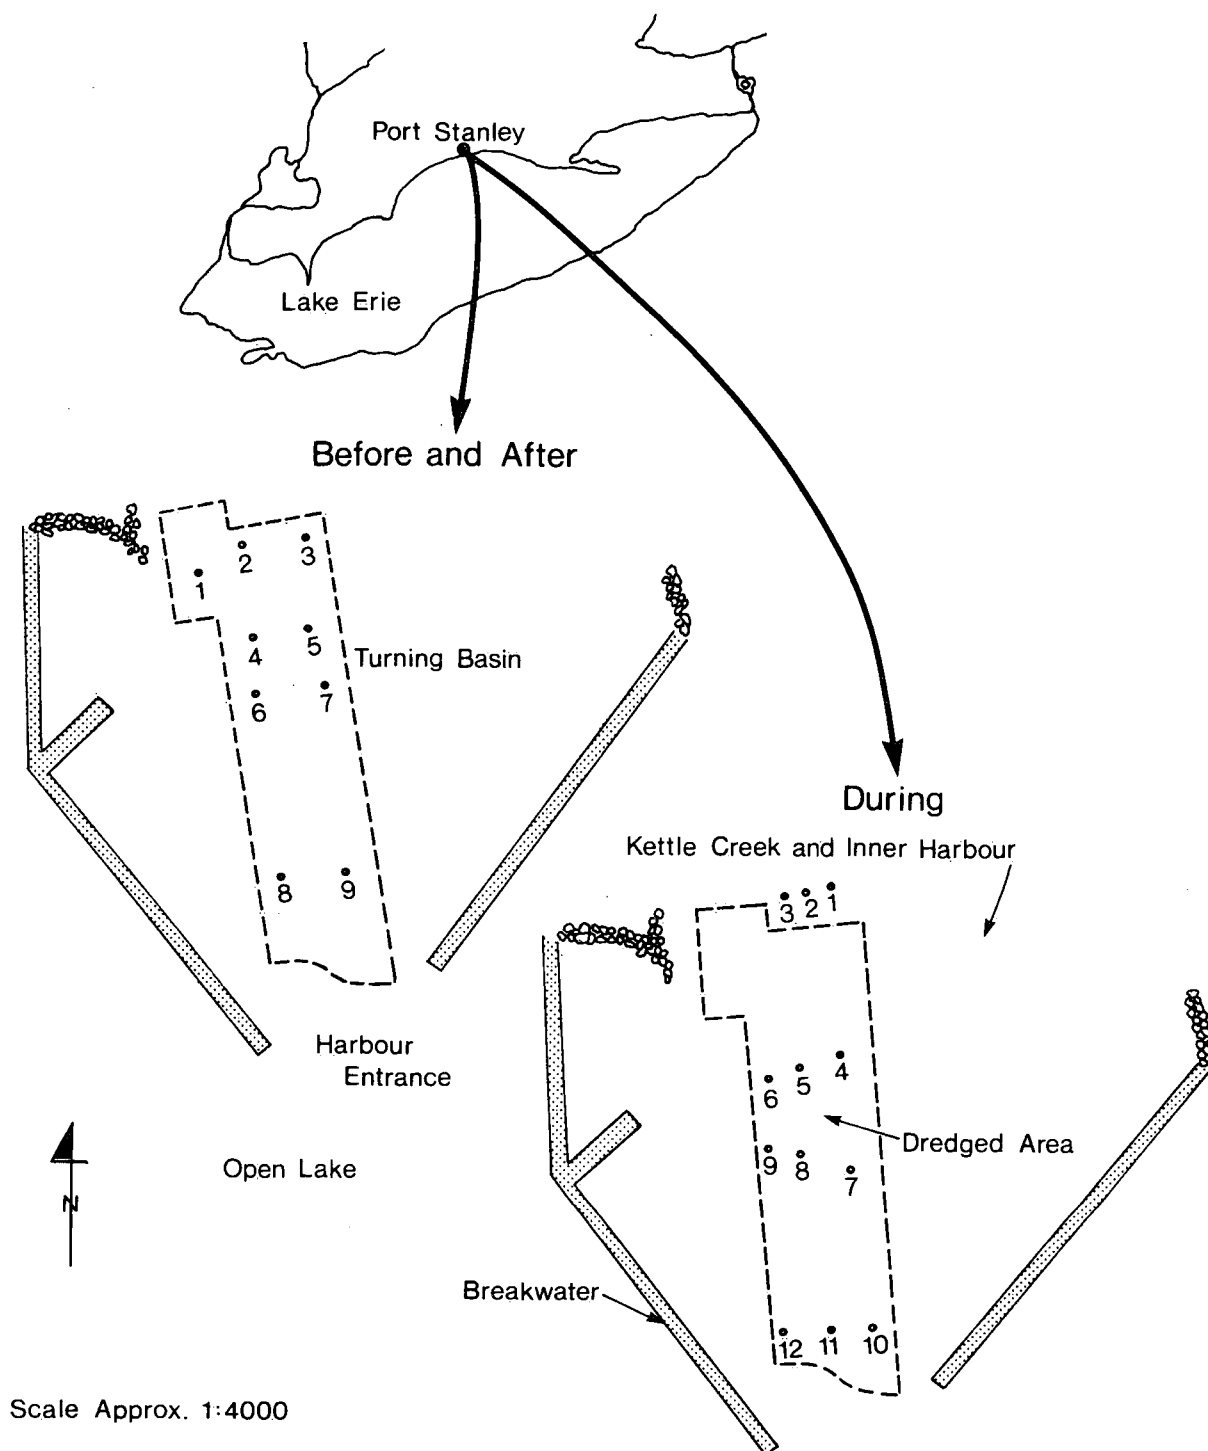 Port Stanley
Lake Erie
Before and After
2
3
1
4
5
Turning Basin
6
7
8
9
Harbour
Entrance
Open Lake
N
Scale Approx. 1:4000
During
Kettle Creek and Inner Harbour
3 2 1
6 5 4
Dredged Area
9 8 7
Breakwater
12 11 10